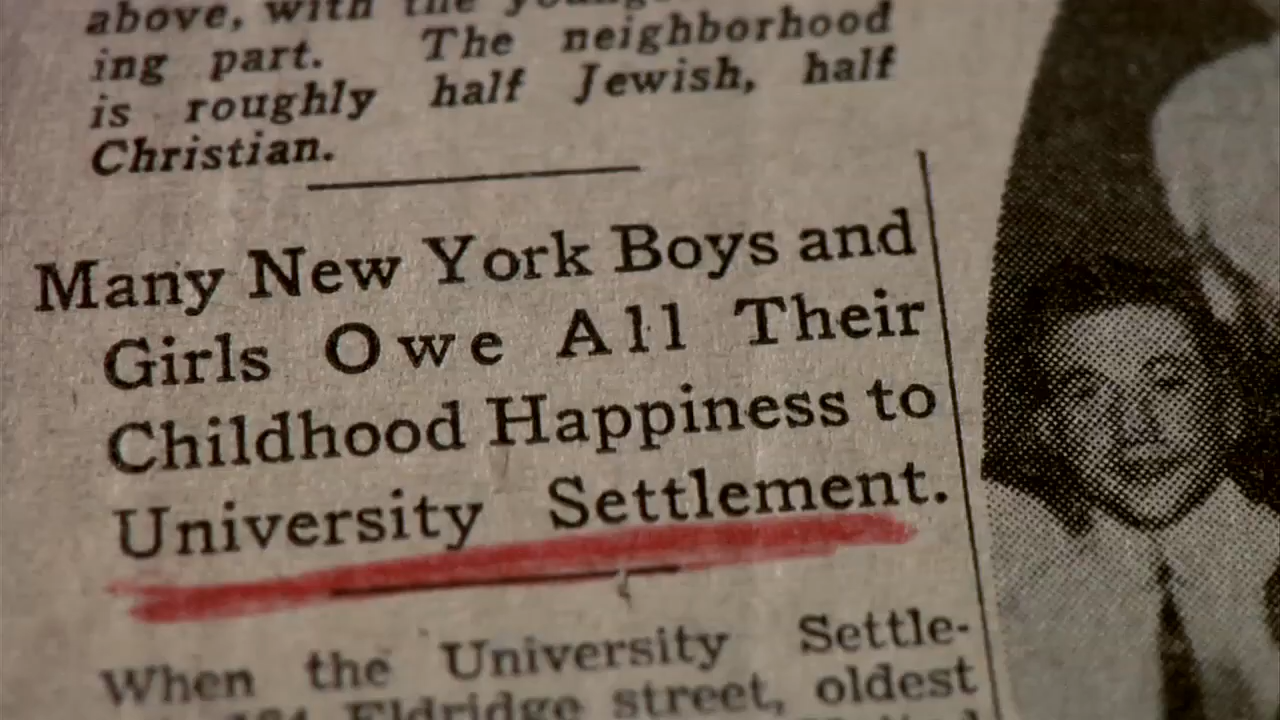 above, with the
ing part. The neighborhood
is roughly half Jewish, half
Christian.
Many New York Boys and
Girls Owe All Their
Childhood Happiness to
University Settlement.
When the University Settle-
Eldridge street, oldest